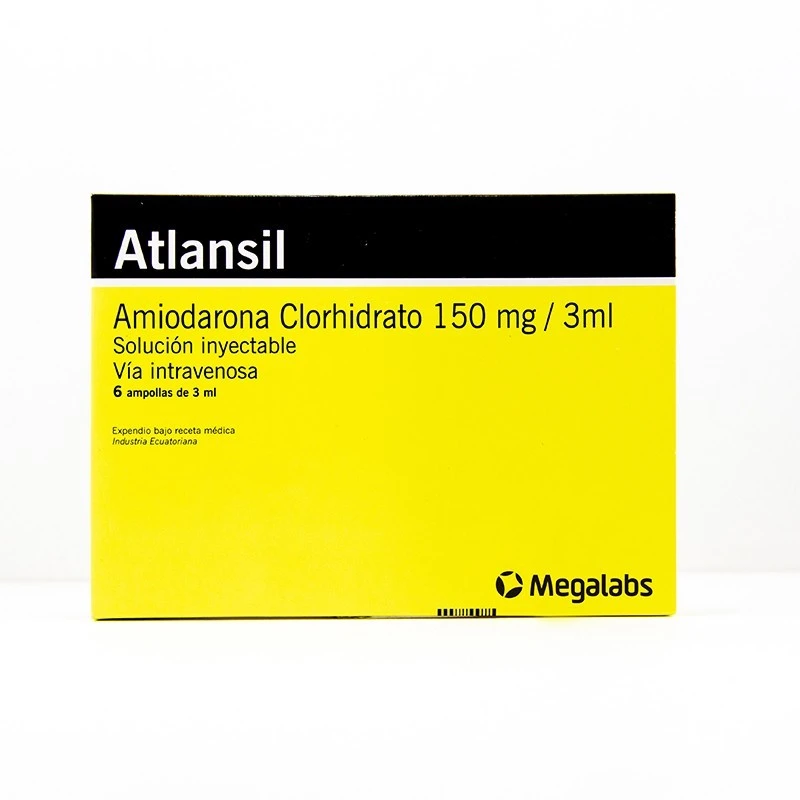 Atlansil
Amiodarona Clorhidrato 150 mg / 3ml
Solución inyectable
Vía intravenosa
6 ampollas de 3 ml
Expendio bajo receta médica
Industria Ecuatoriana
Megalabs